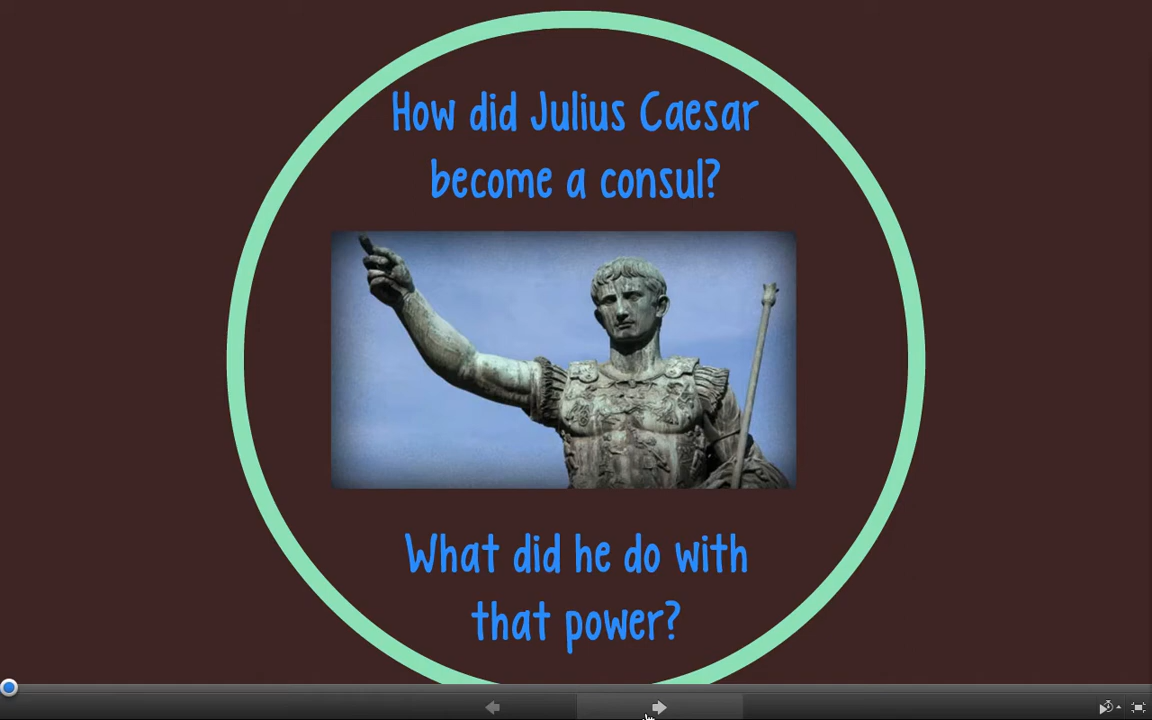 How did Julius Caesar
become a consul?
What did he do with
that power?